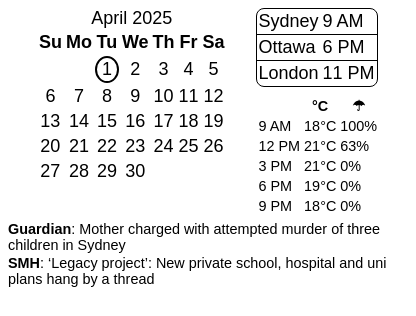 April 2025
Su Mo Tu We Th Fr Sa
1 2 3 4 5
6 7 8 9 10 11 12
13 14 15 16 17 18 19
20 21 22 23 24 25 26
27 28 29 30
Sydney 9 AM
Ottawa 6 PM
London 11 PM
°C ☂
9 AM 18°C 100%
12 PM 21°C 63%
3 PM 21°C 0%
6 PM 19°C 0%
9 PM 18°C 0%
Guardian: Mother charged with attempted murder of three
children in Sydney
SMH: ‘Legacy project’: New private school, hospital and uni
plans hang by a thread